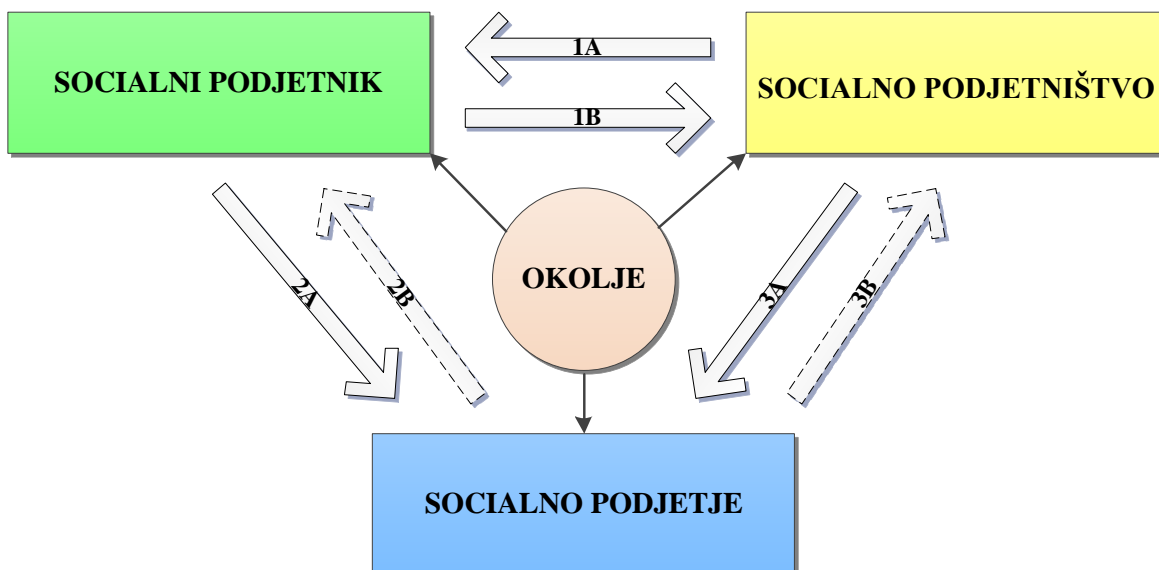 SOCIALNI PODJETNIK
1A
1B
SOCIALNO PODJETNIŠTVO
2A
2B
OKOLJE
3A
3B
SOCIALNO PODJETJE